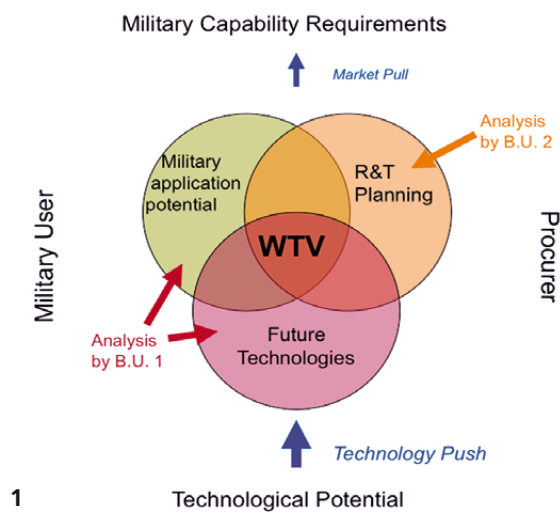 Military Capability Requirements
Market Pull
Analysis
by B.U. 2
Military
application
potential
R&T
Planning
Military User
WTV
Procurer
Analysis
by B.U. 1
Future
Technologies
Technology Push
1
Technological Potential